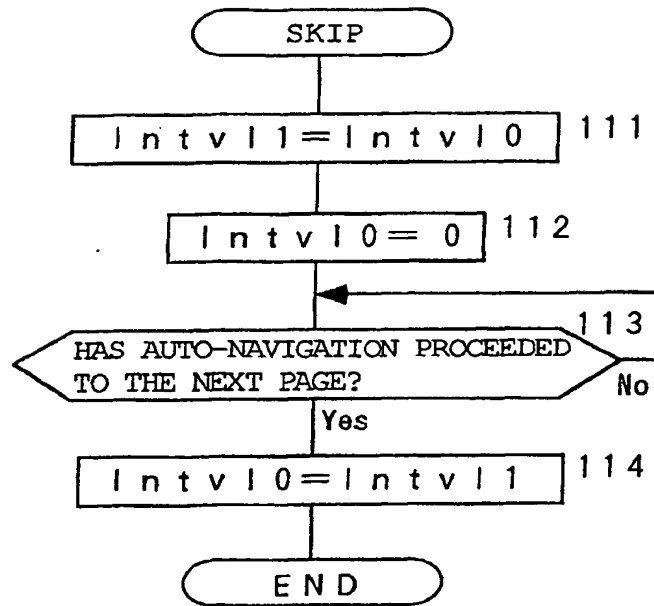 SKIP
Intvl1=Intvl0
111
Intvl0=0
112
113
HAS AUTO-NAVIGATION PROCEEDED
TO THE NEXT PAGE?
No
Yes
Intvl0=Intvl1
114
END